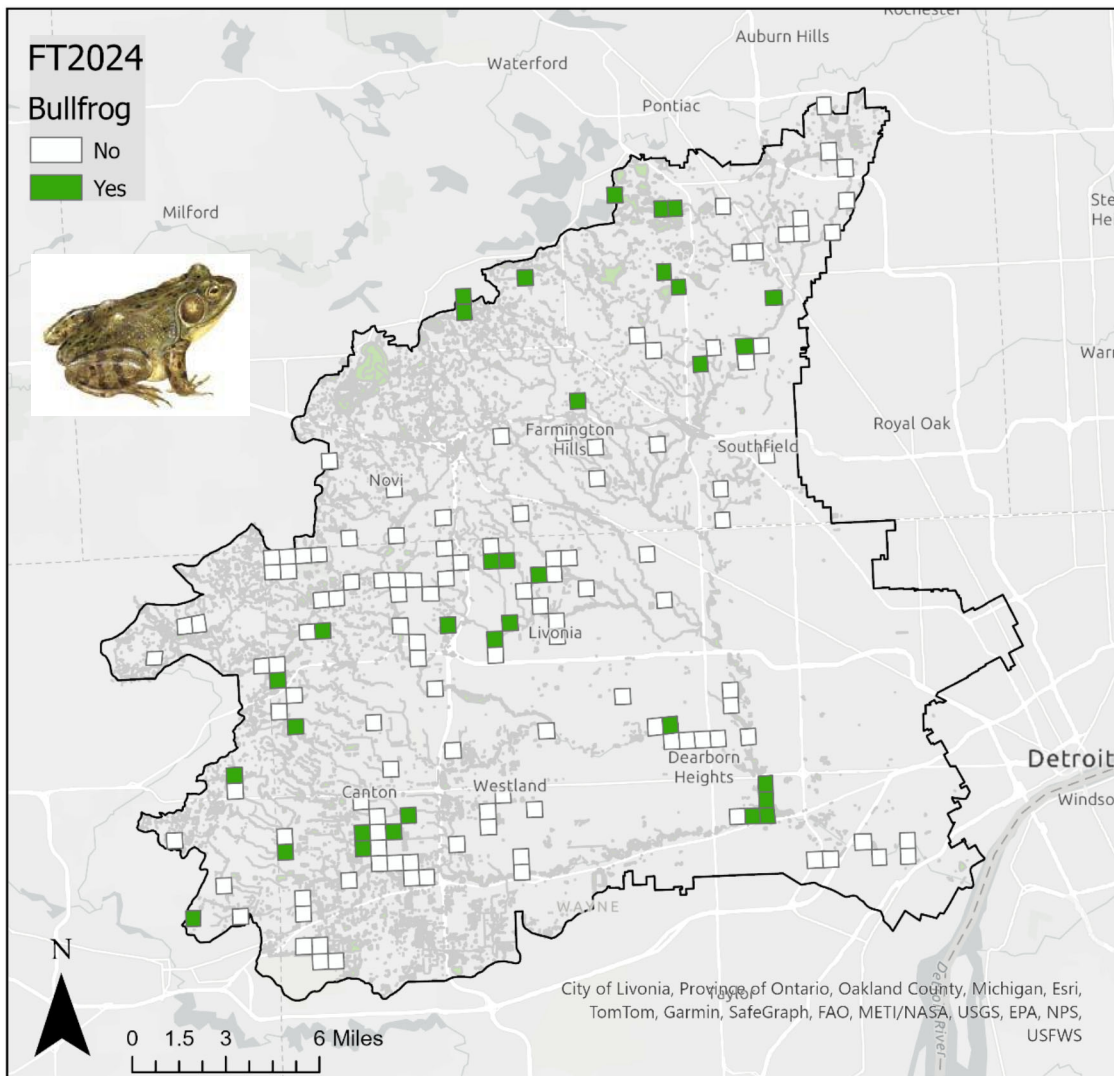 FT2024
Bullfrog
No
Yes
Rochester
Auburn Hills
Waterford
Pontiac
Milford
Ste
He
Warr
Royal Oak
Farmington
Hills
Southfield
Novi
Livonia
Dearborn
Heights
Detroit
Windso
Canton
Westland
WAYNE
Taylor
Detroit River
N
0 1.5 3 6 Miles
City of Livonia, Province of Ontario, Oakland County, Michigan, Esri,
TomTom, Garmin, SafeGraph, FAO, METI/NASA, USGS, EPA, NPS,
USFWS